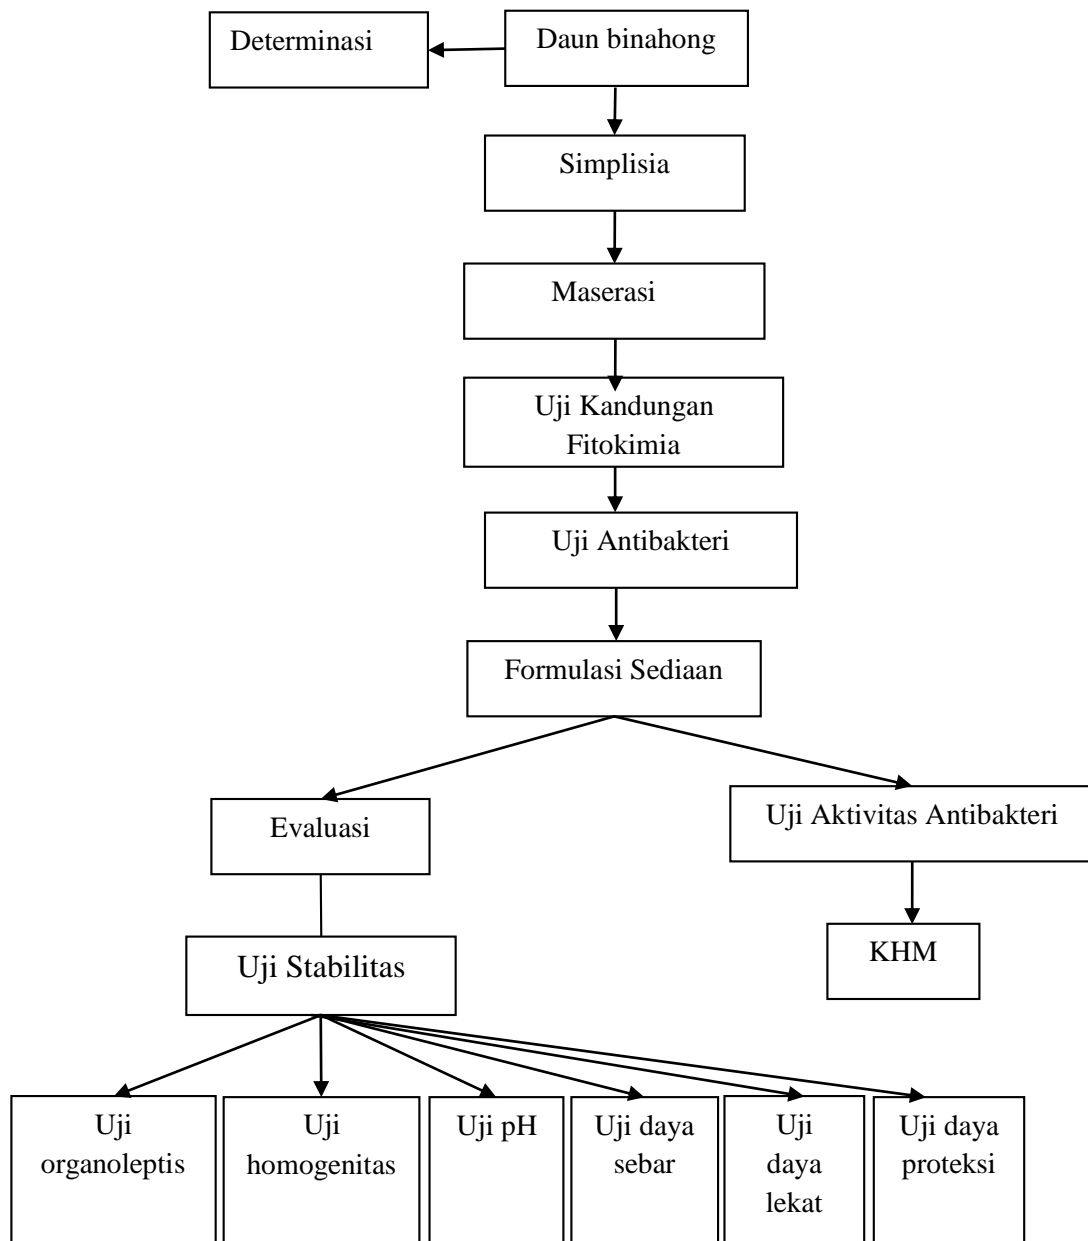 Determinasi
Daun binahong
Simplisia
Maserasi
Uji Kandungan
Fitokimia
Uji Antibakteri
Formulasi Sediaan
Evaluasi
Uji Aktivitas Antibakteri
Uji Stabilitas
KHM
Uji
organoleptis
Uji
homogenitas
Uji pH
Uji daya
sebar
Uji
daya
lekat
Uji daya
proteksi